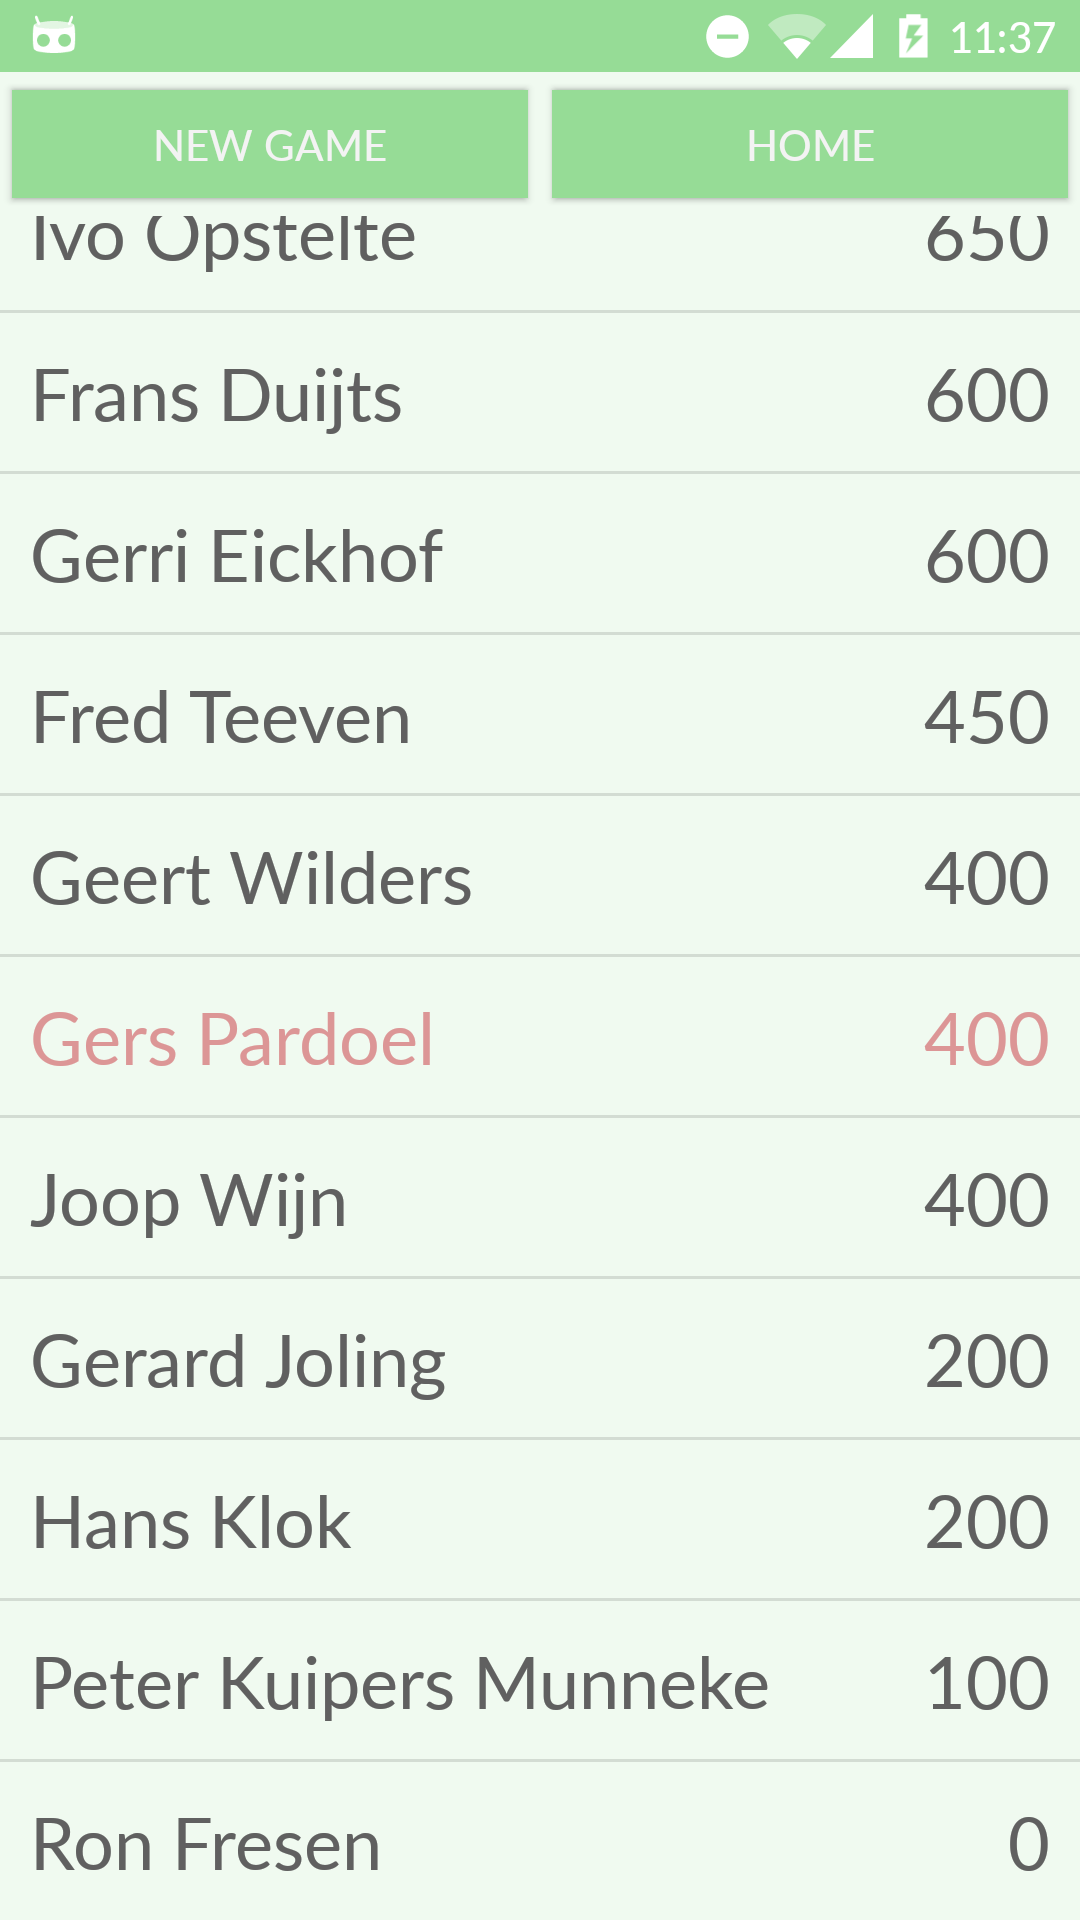 11:37
NEW GAME HOME
Ivo Opstelte 650
Frans Duijts 600
Gerri Eickhof 600
Fred Teeven 450
Geert Wilders 400
Gers Pardoel 400
Joop Wijn 400
Gerard Joling 200
Hans Klok 200
Peter Kuipers Munneke 100
Ron Fresen 0